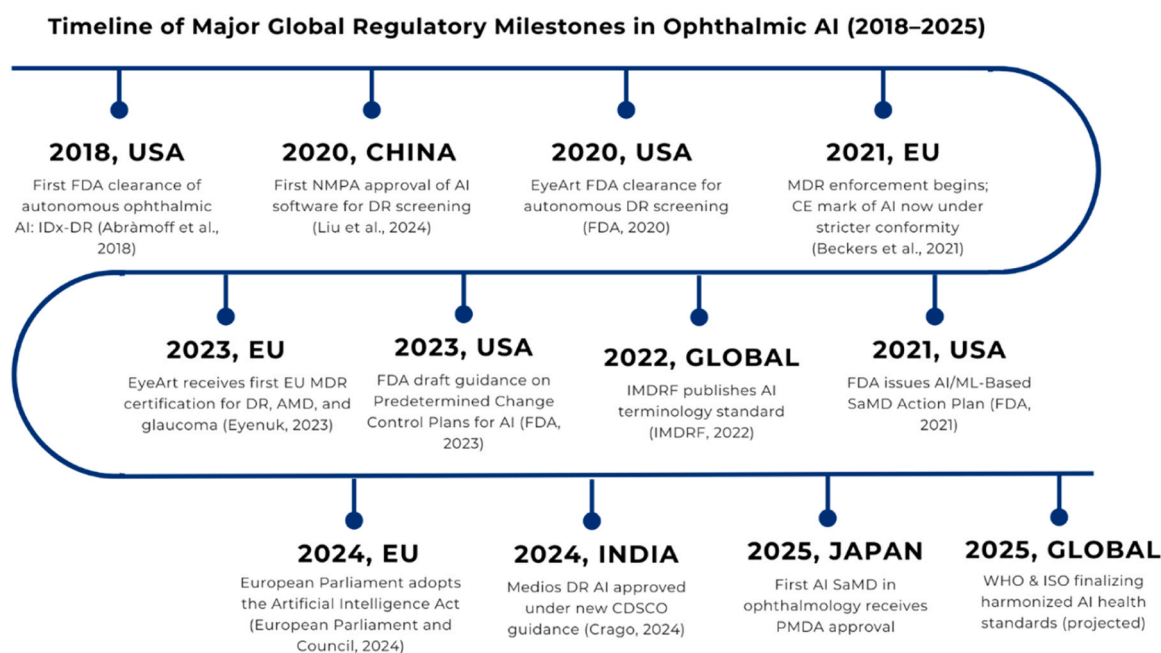 Timeline of Major Global Regulatory Milestones in Ophthalmic AI (2018–2025)
2018, USA
First FDA clearance of
autonomous ophthalmic
AI: IDx-DR (Abràmoff et al.,
2018)
2020, CHINA
First NMPA approval of AI
software for DR screening
(Liu et al., 2024)
2020, USA
EyeArt FDA clearance for
autonomous DR screening
(FDA, 2020)
2021, EU
MDR enforcement begins;
CE mark of AI now under
stricter conformity
(Beckers et al., 2021)
2021, USA
FDA issues AI/ML-Based
SaMD Action Plan (FDA,
2021)
2022, GLOBAL
IMDRF publishes AI
terminology standard
(IMDRF, 2022)
2023, USA
FDA draft guidance on
Predetermined Change
Control Plans for AI (FDA,
2023)
2023, EU
EyeArt receives first EU MDR
certification for DR, AMD, and
glaucoma (Eyenuk, 2023)
2024, EU
European Parliament adopts
the Artificial Intelligence Act
(European Parliament and
Council, 2024)
2024, INDIA
Medios DR AI approved
under new CDSCO
guidance (Crago, 2024)
2025, JAPAN
First AI SaMD in
ophthalmology receives
PMDA approval
2025, GLOBAL
WHO & ISO finalizing
harmonized AI health
standards (projected)